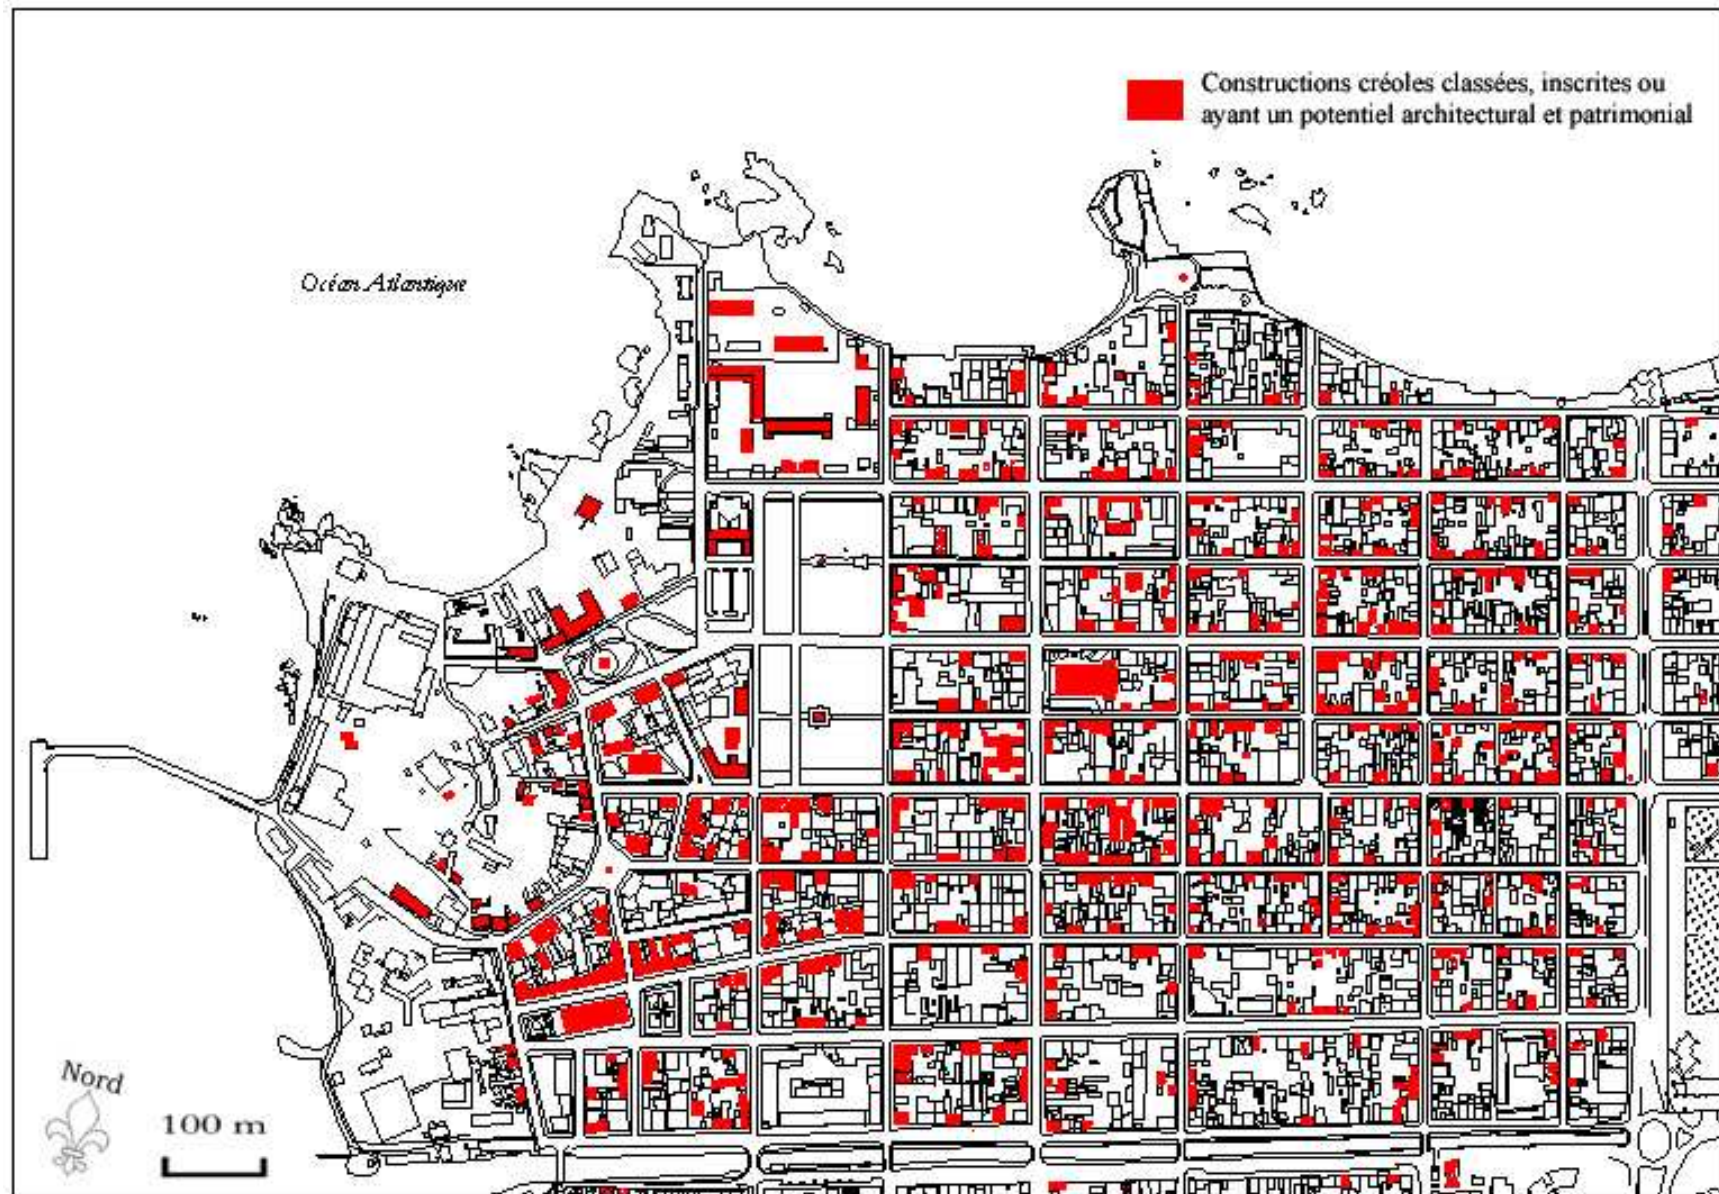 Constructions créoles classées, inscrites ou
ayant un potentiel architectural et patrimonial
Océan Atlantique
Nord
100 m